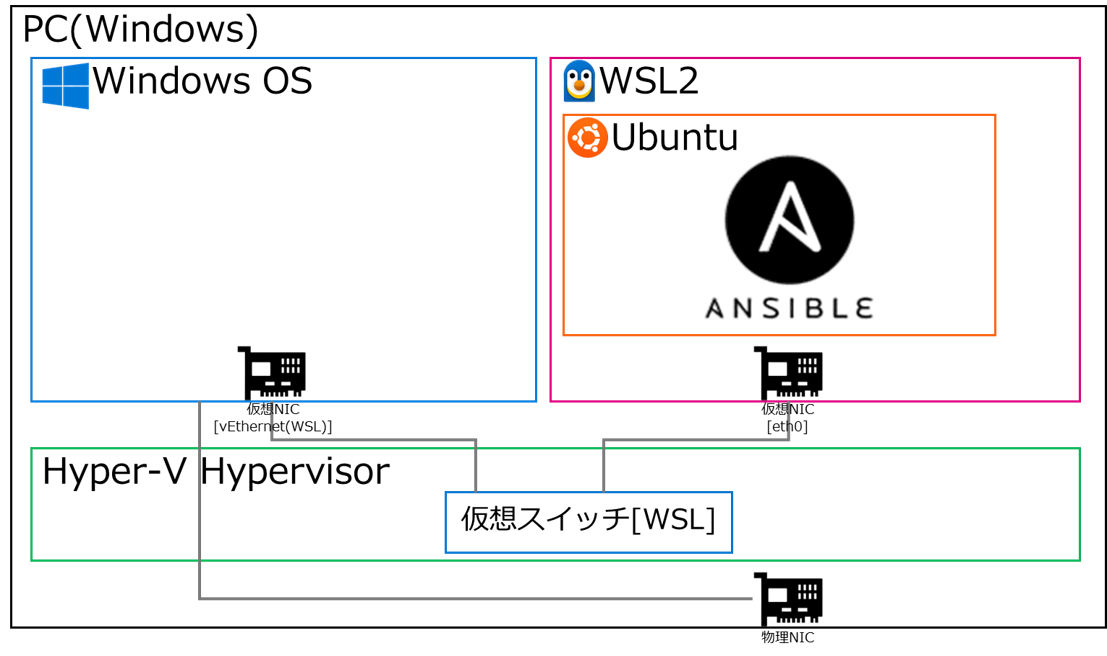 PC(Windows)
Windows OS
WSL2
Ubuntu
ANSIBLE
仮想NIC
[vEthernet(WSL)]
仮想NIC
[eth0]
Hyper-V Hypervisor
仮想スイッチ[WSL]
物理NIC